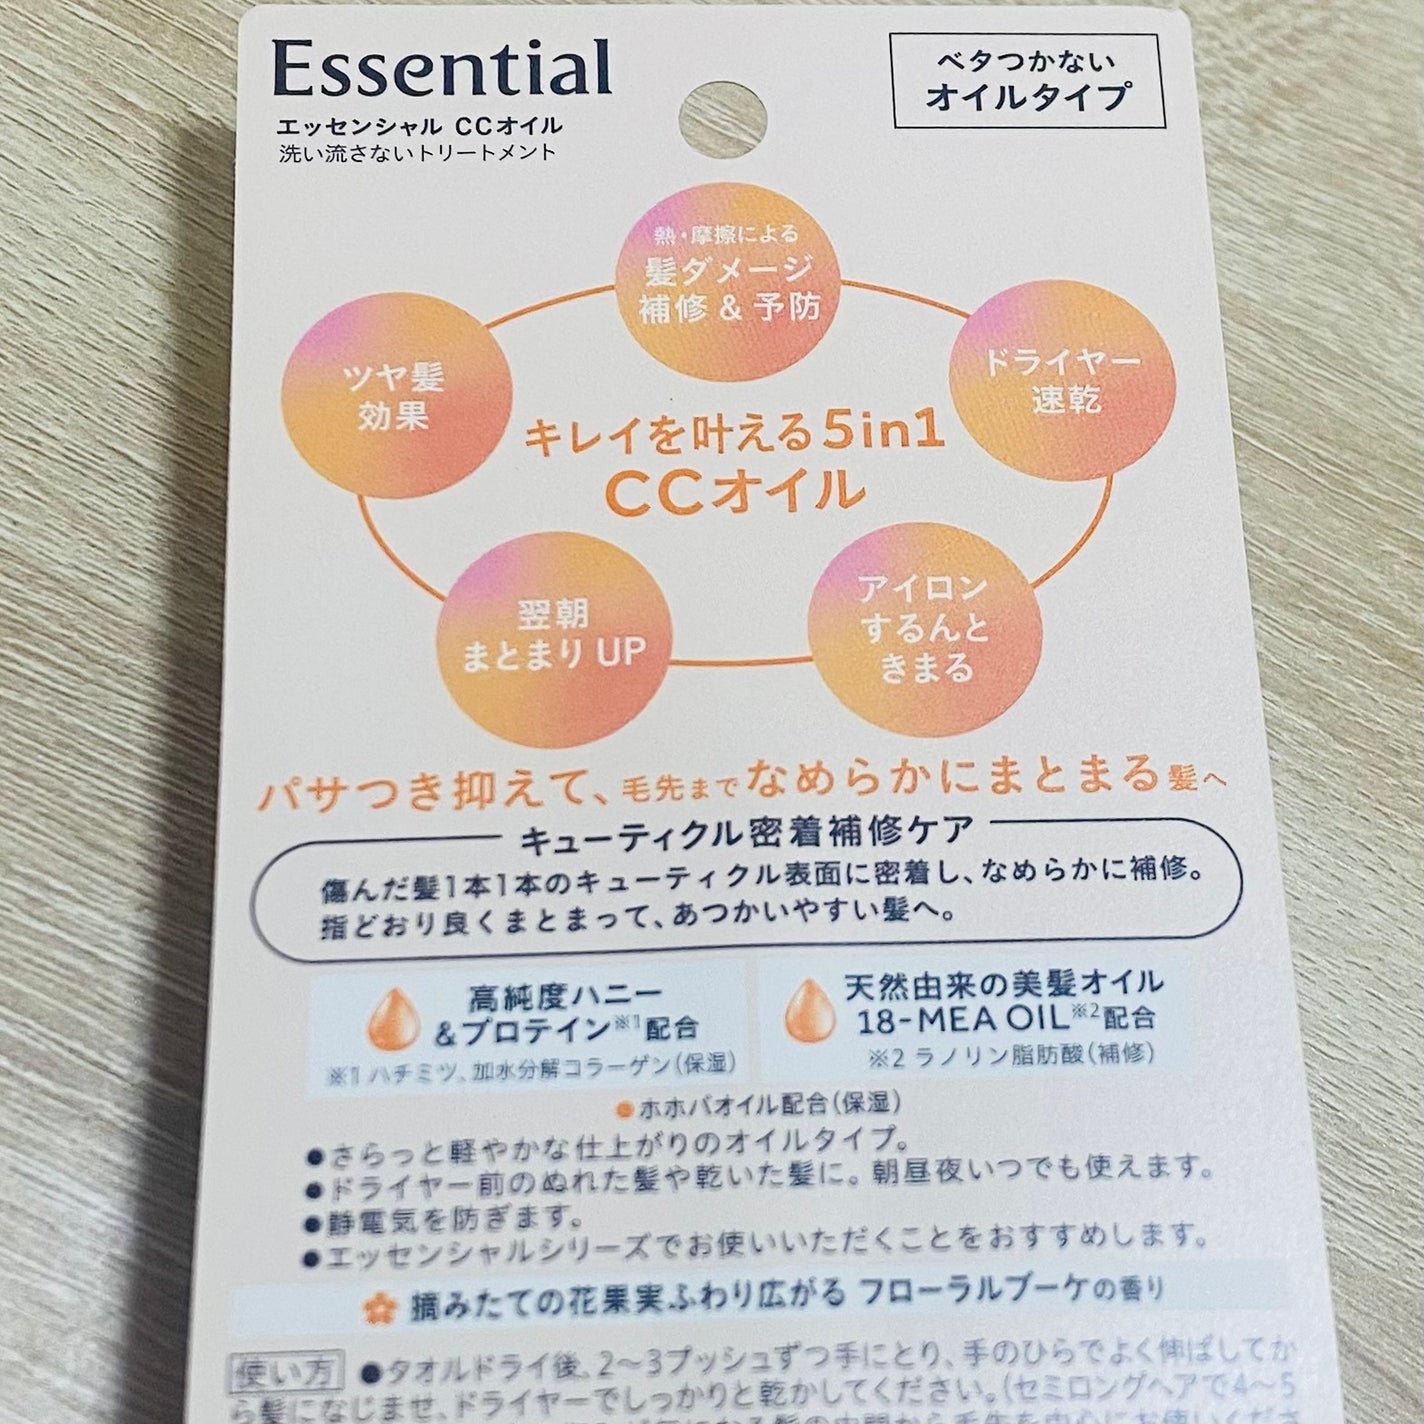 Essential
エッセンシャル CCオイル
洗い流さないトリートメント
ベタつかない
オイルタイプ
熱・摩擦による
髪ダメージ
補修 & 予防
ツヤ髪
効果
ドライヤー
速乾
キレイを叶える5in1
CCオイル
翌朝
まとまり UP
アイロン
するんと
きまる
パサつき抑えて、毛先までなめらかにまとまる髪へ
キューティクル密着補修ケア
傷んだ髪1本1本のキューティクル表面に密着し、なめらかに補修。
指どおり良くまとまって、あつかいやすい髪へ。
高純度ハニー
&プロテイン※1配合
※1 ハチミツ、加水分解コラーゲン(保湿)
天然由来の美髪オイル
18-MEA OIL※2配合
※2 ラノリン脂肪酸(補修)
●ホホバオイル配合(保湿)
●さらっと軽やかな仕上がりのオイルタイプ。
●ドライヤー前のぬれた髪や乾いた髪に。朝昼夜いつでも使えます。
●静電気を防ぎます。
●エッセンシャルシリーズでお使いいただくことをおすすめします。
摘みたての花果実ふわり広がる フローラルブーケの香り
使い方 ●タオルドライ後、2〜3プッシュずつ手にとり、手のひらでよく伸ばしてか
ら髪になじませ、ドライヤーでしっかりと乾かしてください。(セミロングヘアで4〜5